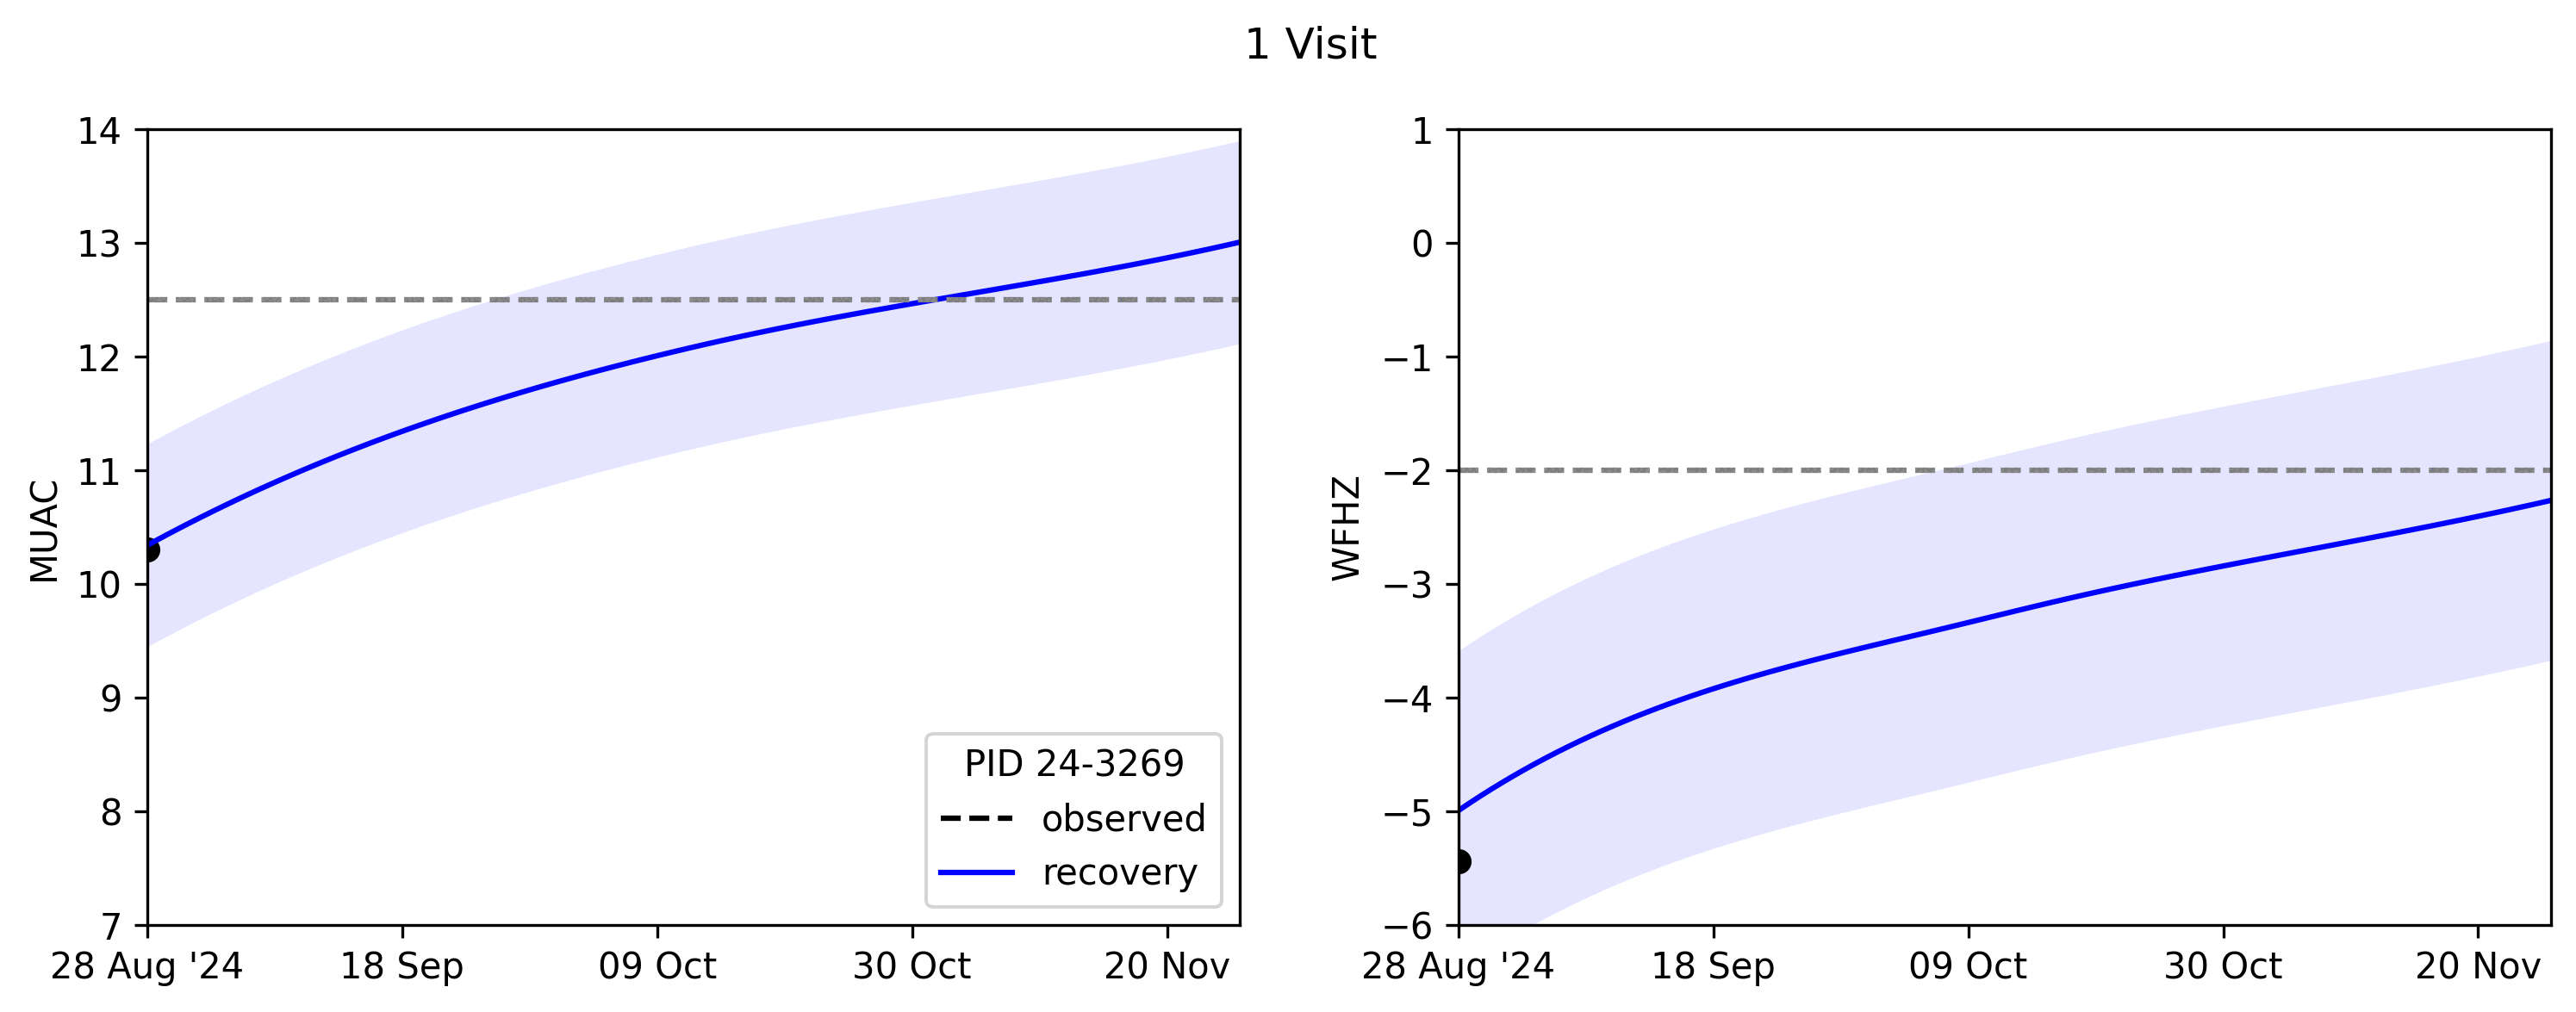 1 Visit
14
13
12
11
10
9
8
7
MUAC
28 Aug '24 18 Sep 09 Oct 30 Oct 20 Nov
PID 24-3269
observed
recovery
1
0
−1
−2
−3
−4
−5
−6
WFHZ
28 Aug '24 18 Sep 09 Oct 30 Oct 20 Nov